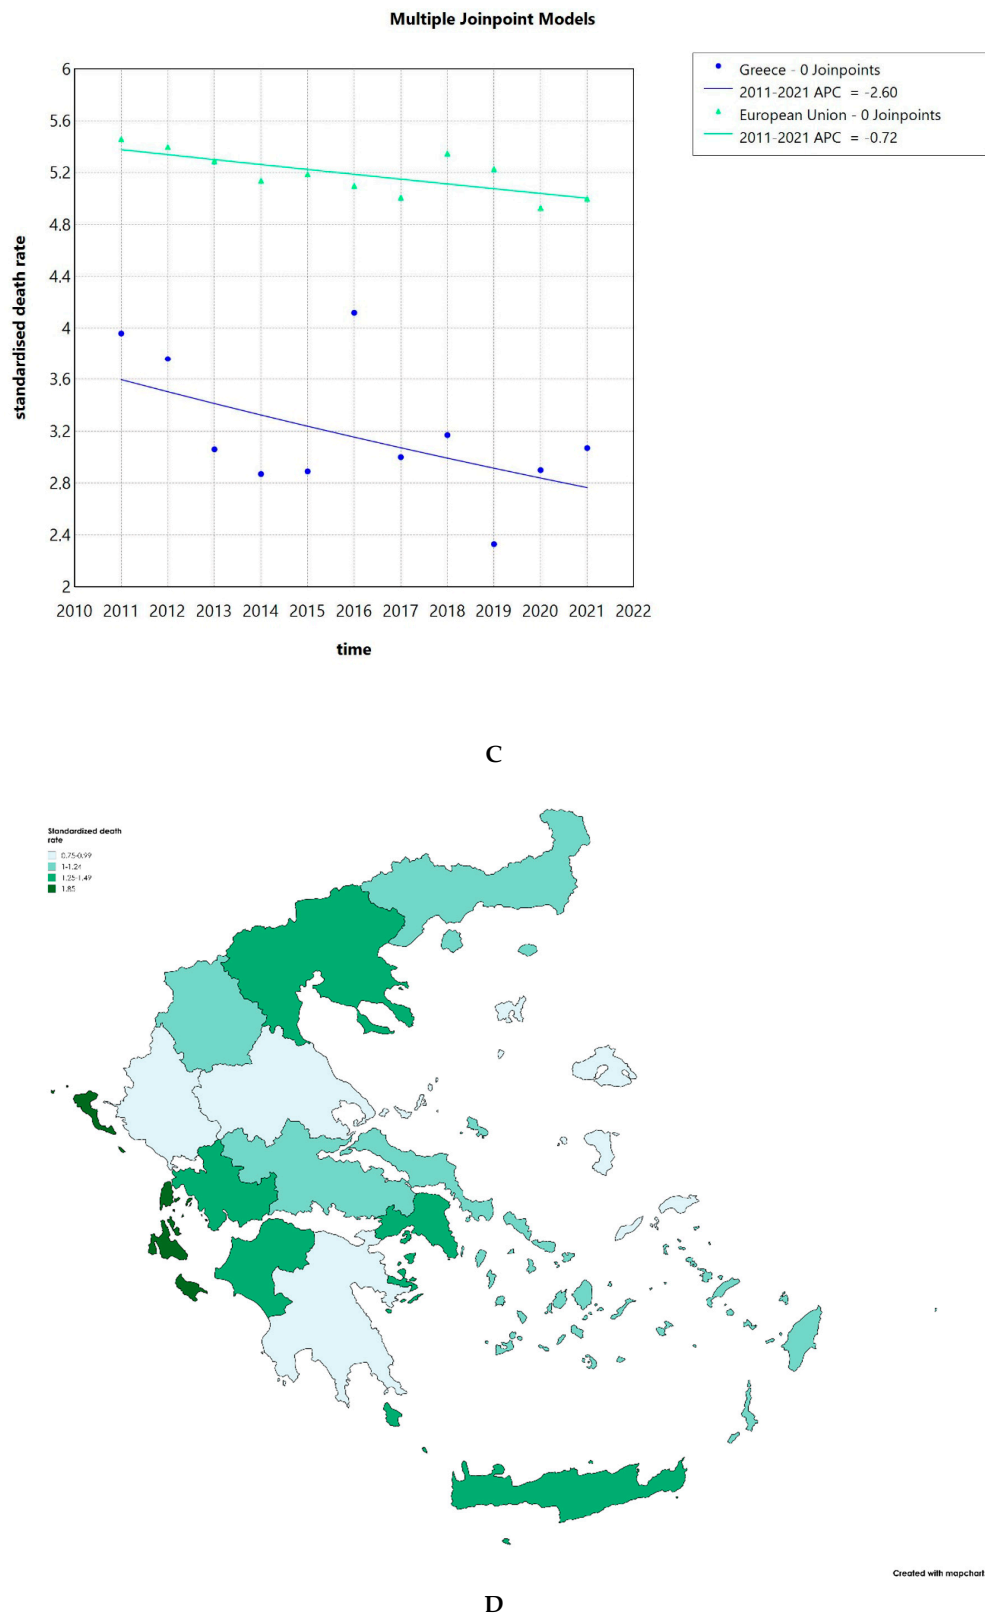 Multiple Joinpoint Models
6
5.6
5.2
4.8
4.4
4
3.6
3.2
2.8
2.4
2
standardised death rate
2010 2011 2012 2013 2014 2015 2016 2017 2018 2019 2020 2021 2022
time
Greece - 0 Joinpoints
2011-2021 APC = -2.60
European Union - 0 Joinpoints
2011-2021 APC = -0.72
C
Standardized death
rate
0.75-0.99
1-1.24
1.25-1.49
1.85
Created with mapchart
D